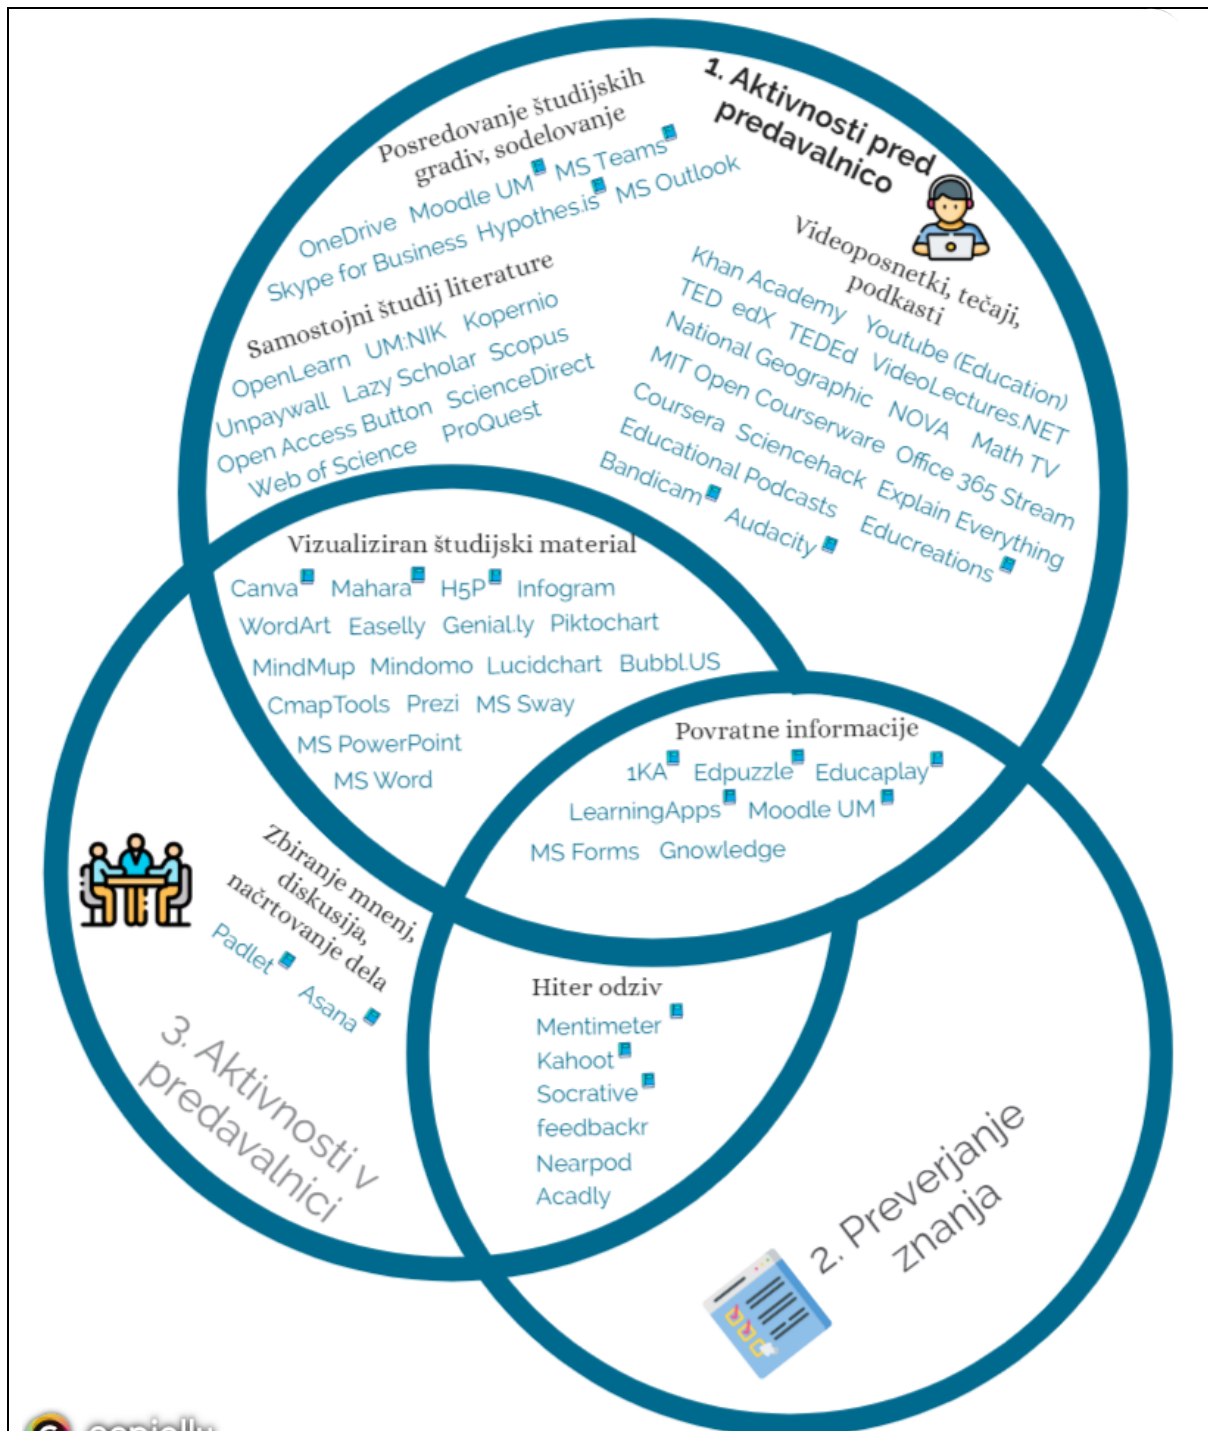 1. Aktivnosti pred
predavalnico
Posredovanje študijskih
gradiv, sodelovanje
OneDrive Moodle UM MS Teams
Skype for Business Hypothes.is MS Outlook
Samostojni študij literature
OpenLearn UM:NIK Kopernio
Unpaywall Lazy Scholar Scopus
Open Access Button ScienceDirect
Web of Science ProQuest
Videoposnetki, tečaji,
podkasti
Khan Academy Youtube (Education)
TED edX TEDEd VideoLectures.NET
National Geographic NOVA Math TV
MIT Open Courserware Office 365 Stream
Coursera Sciencehack Explain Everything
Educational Podcasts Educreations
Bandicam Audacity
Vizualiziran študijski material
Canva Mahara H5P Infogram
WordArt Easelly Genial.ly Piktochart
MindMup Mindomo Lucidchart Bubbl.US
CmapTools Prezi MS Sway
MS PowerPoint
MS Word
Povratne informacije
1KA Edpuzzle Educaplay
LearningApps Moodle UM
MS Forms Gnowledge
Zbiranje mnenj,
diskusija,
načrtovanje dela
Padlet
Asana
3. Aktivnosti v
predavalnici
Hiter odziv
Mentimeter
Kahoot
Socrative
feedbackr
Nearpod
Acadly
2. Preverjanje
znanja